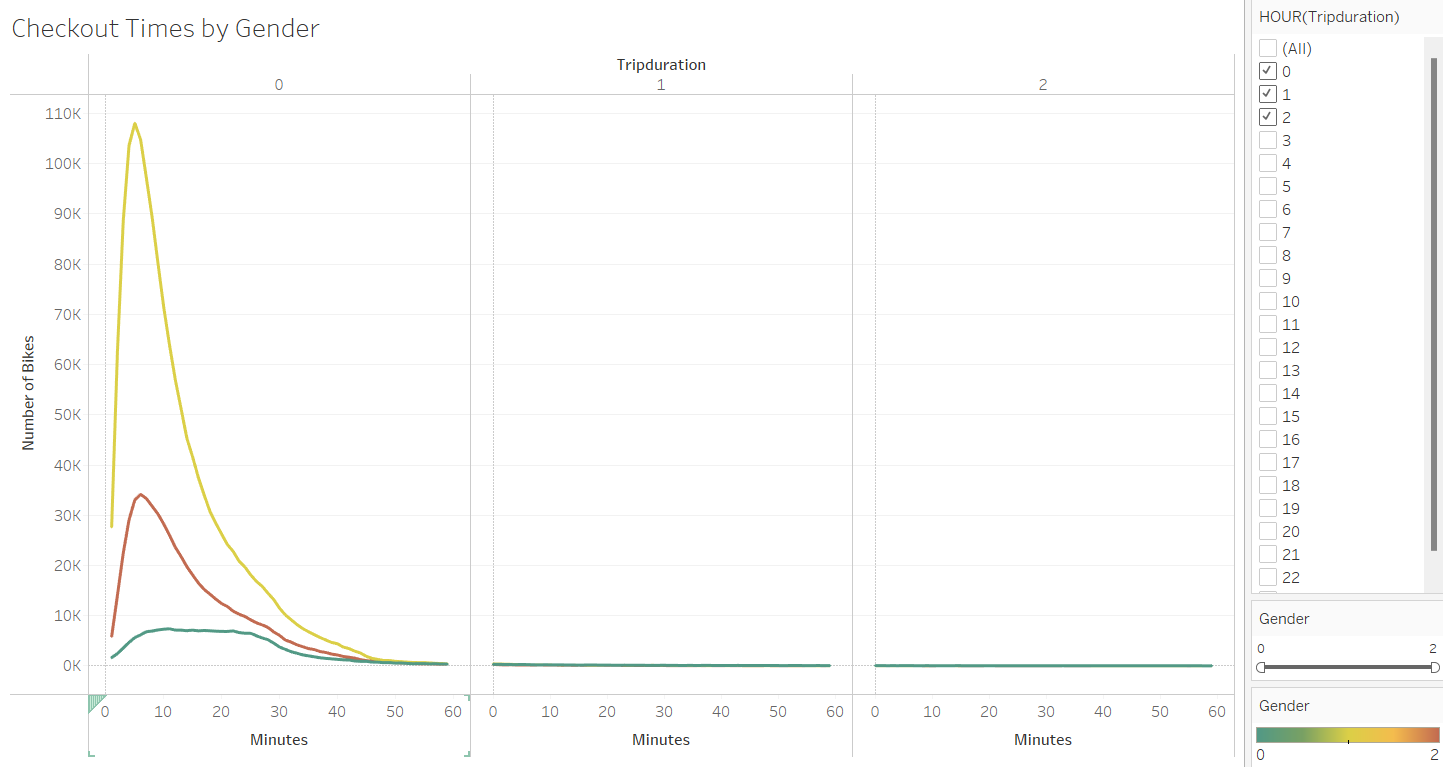 Checkout Times by Gender
Tripduration
0 1 2
Number of Bikes
110K
100K
90K
80K
70K
60K
50K
40K
30K
20K
10K
0K
0 10 20 30 40 50 60 0 10 20 30 40 50 60 0 10 20 30 40 50 60
Minutes Minutes Minutes
HOUR(Tripduration)
(All)
0
1
2
3
4
5
6
7
8
9
10
11
12
13
14
15
16
17
18
19
20
21
22
Gender
0 2
Gender
0 2